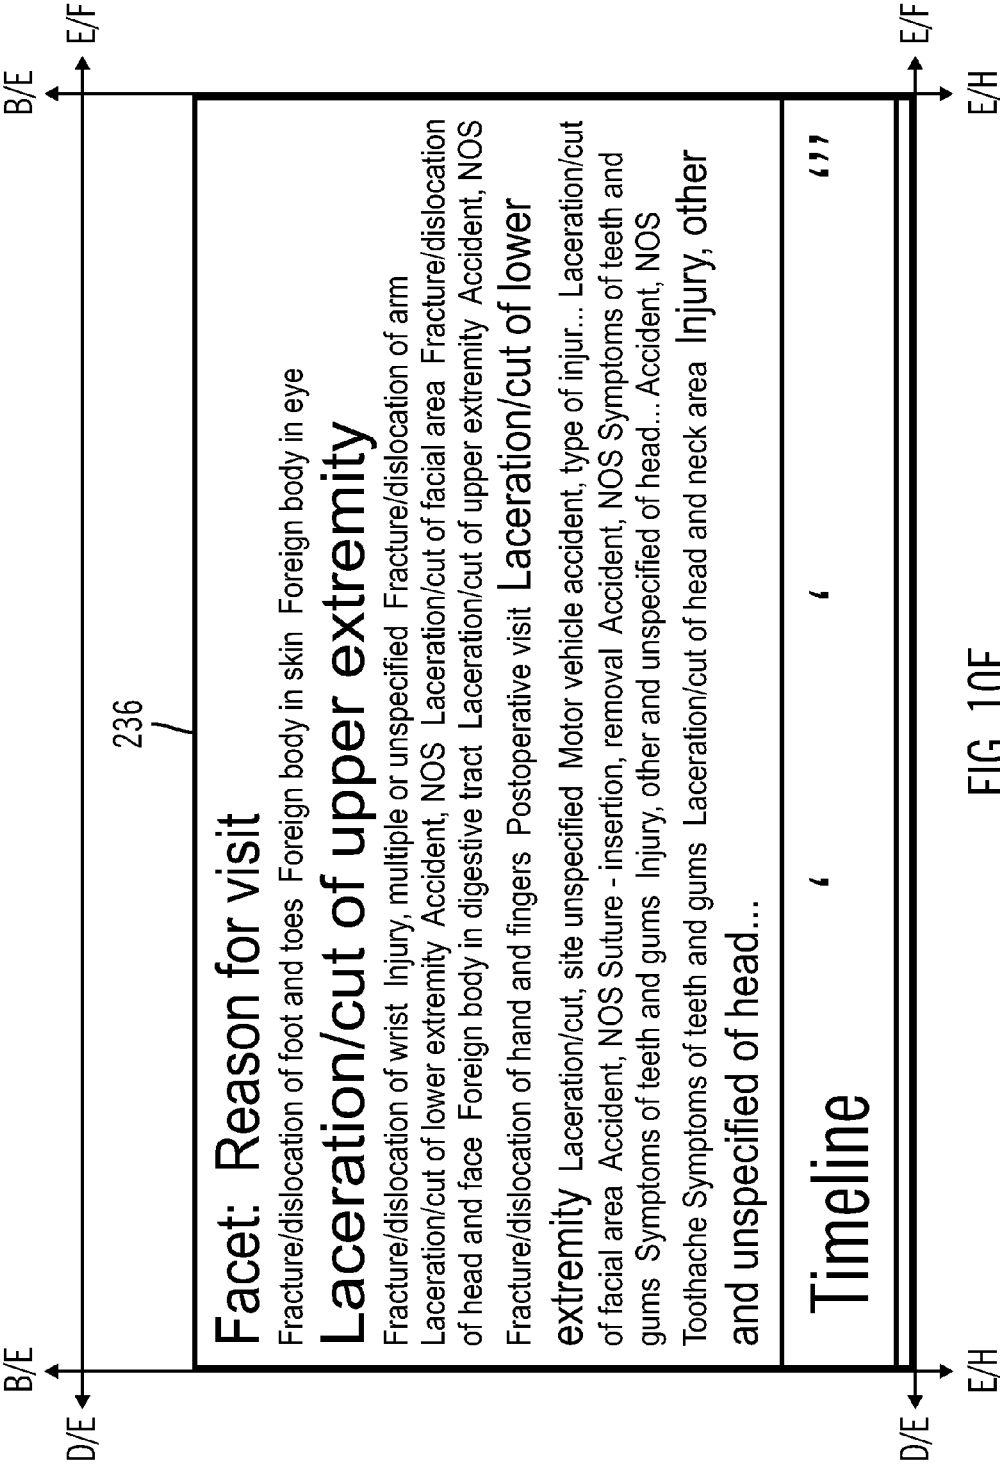 B/E B/E
D/E E/F
236
Facet: Reason for visit
Fracture/dislocation of foot and toes Foreign body in skin Foreign body in eye
Laceration/cut of upper extremity
Fracture/dislocation of wrist Injury, multiple or unspecified Fracture/dislocation of arm
Laceration/cut of lower extremity Accident, NOS Laceration/cut of facial area Fracture/dislocation
of head and face Foreign body in digestive tract Laceration/cut of upper extremity Accident, NOS
Fracture/dislocation of hand and fingers Postoperative visit Laceration/cut of lower
extremity Laceration/cut, site unspecified Motor vehicle accident, type of injur... Laceration/cut
of facial area Accident, NOS Suture - insertion, removal Accident, NOS Symptoms of teeth and
gums Symptoms of teeth and gums Injury, other and unspecified of head... Accident, NOS
Toothache Symptoms of teeth and gums Laceration/cut of head and neck area Injury, other
and unspecified of head...
Timeline ‘ ‘ ‘’’
D/E E/F
E/H E/H
FIG. 10E